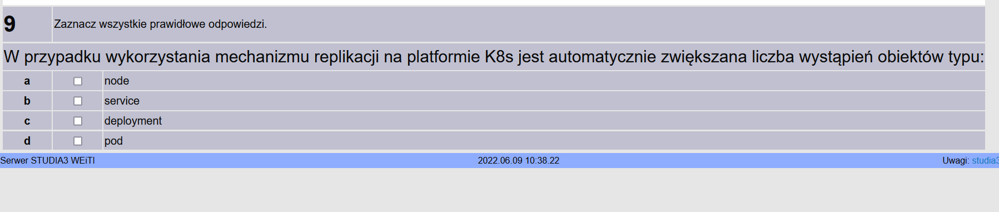 9 Zaznacz wszystkie prawidłowe odpowiedzi.
W przypadku wykorzystania mechanizmu replikacji na platformie K8s jest automatycznie zwiększana liczba wystąpień obiektów typu:
a node
b service
c deployment
d pod
Serwer STUDIA3 WEiTI 2022.06.09 10:38.22 Uwagi: studia3